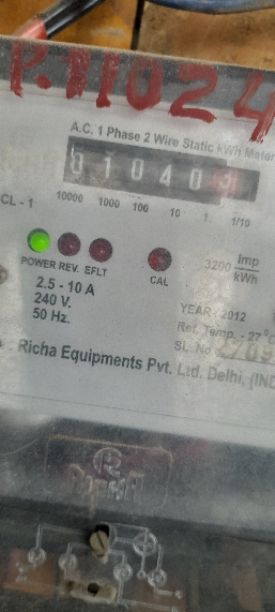 P.11024
A.C. 1 Phase 2 Wire Static kWh Meter
01040
CL - 1
10000 1000 100 10 1 1/10
POWER REV. EFLT
CAL
3200 Imp
kWh
2.5 - 10 A
240 V.
50 Hz.
YEAR - 2012
Ref. Temp. - 27 °C
SL No
Richa Equipments Pvt. Ltd. Delhi, (IND